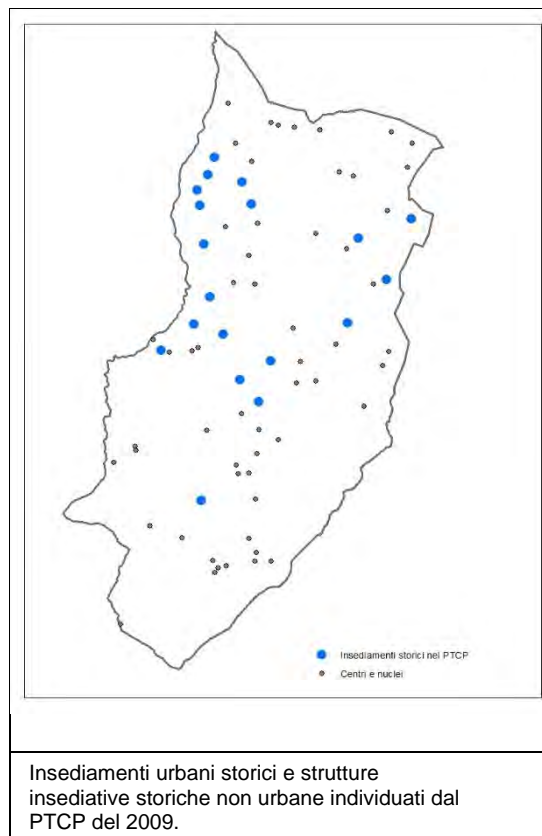 Insediamenti storici nel PTCP
Centri e nuclei
Insediamenti urbani storici e strutture
insediative storiche non urbane individuati dal
PTCP del 2009.